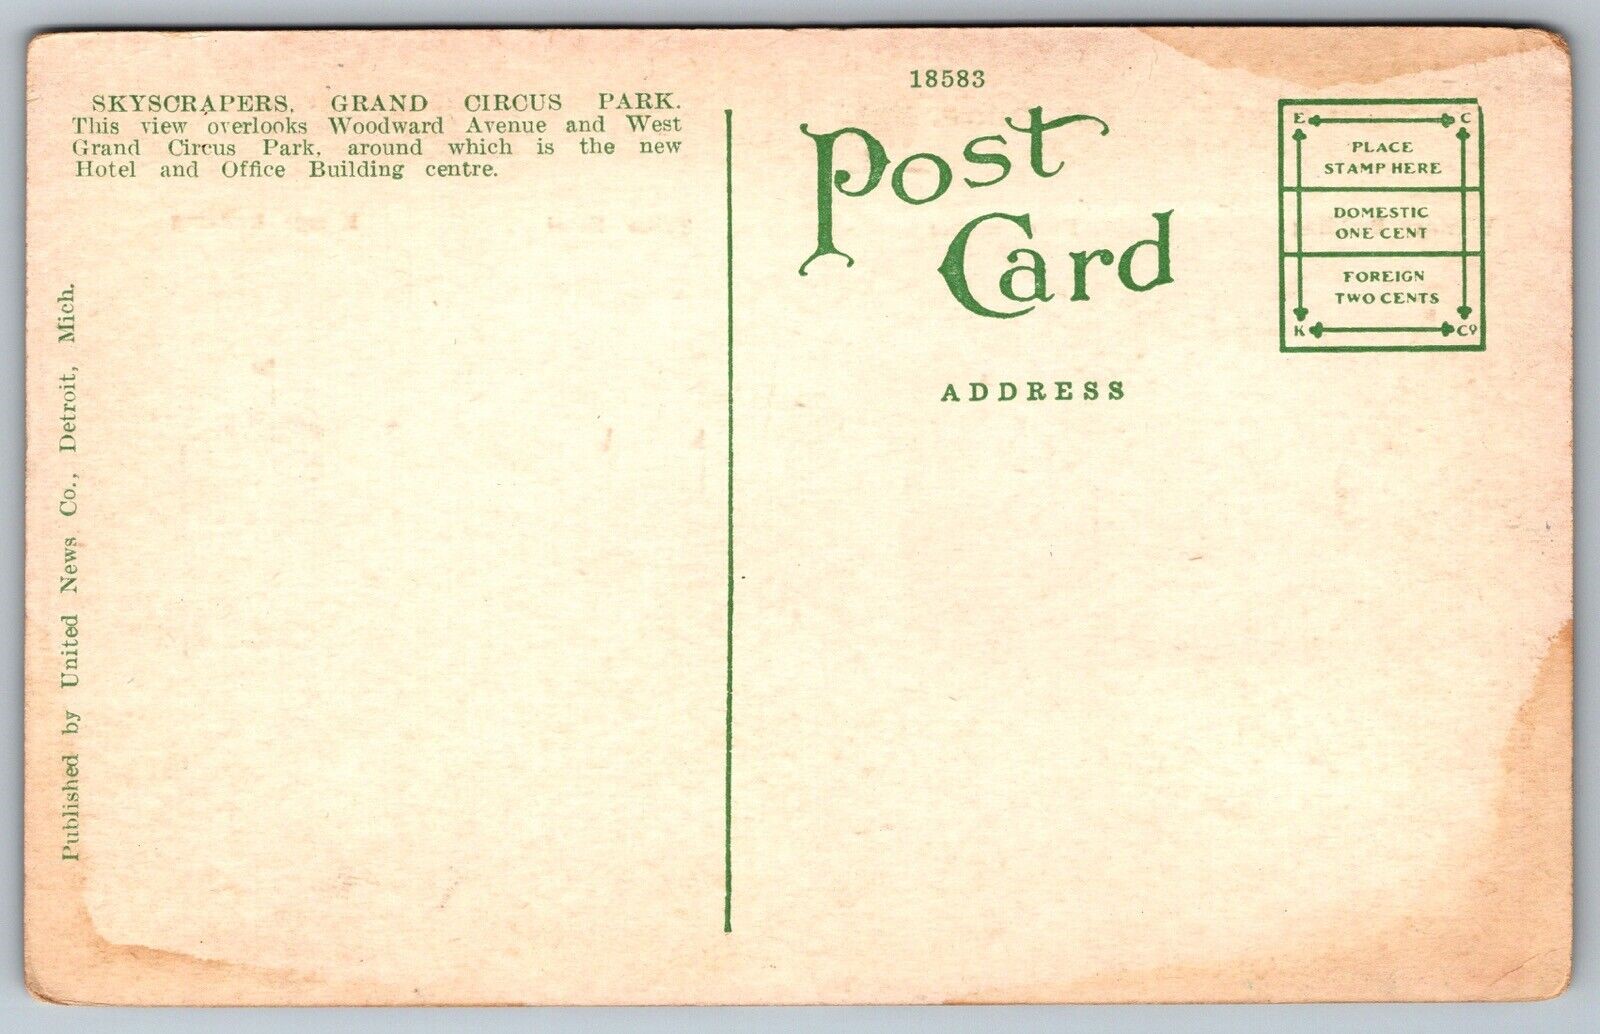 SKYSCRAPERS, GRAND CIRCUS PARK.
This view overlooks Woodward Avenue and West
Grand Circus Park, around which is the new
Hotel and Office Building centre.
Published by United News Co., Detroit, Mich.
18583
Post
Card
ADDRESS
E C
PLACE
STAMP HERE
DOMESTIC
ONE CENT
FOREIGN
TWO CENTS
K Co